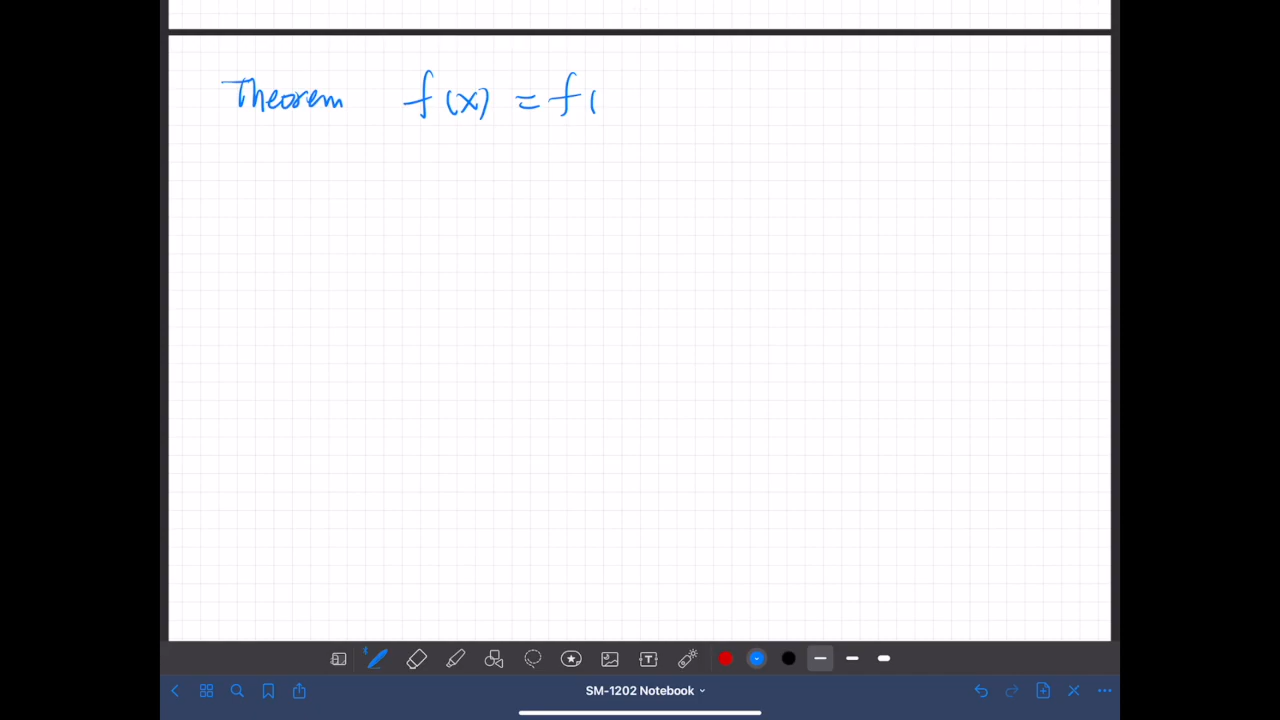 Theorem f(x) = f(
SM-1202 Notebook